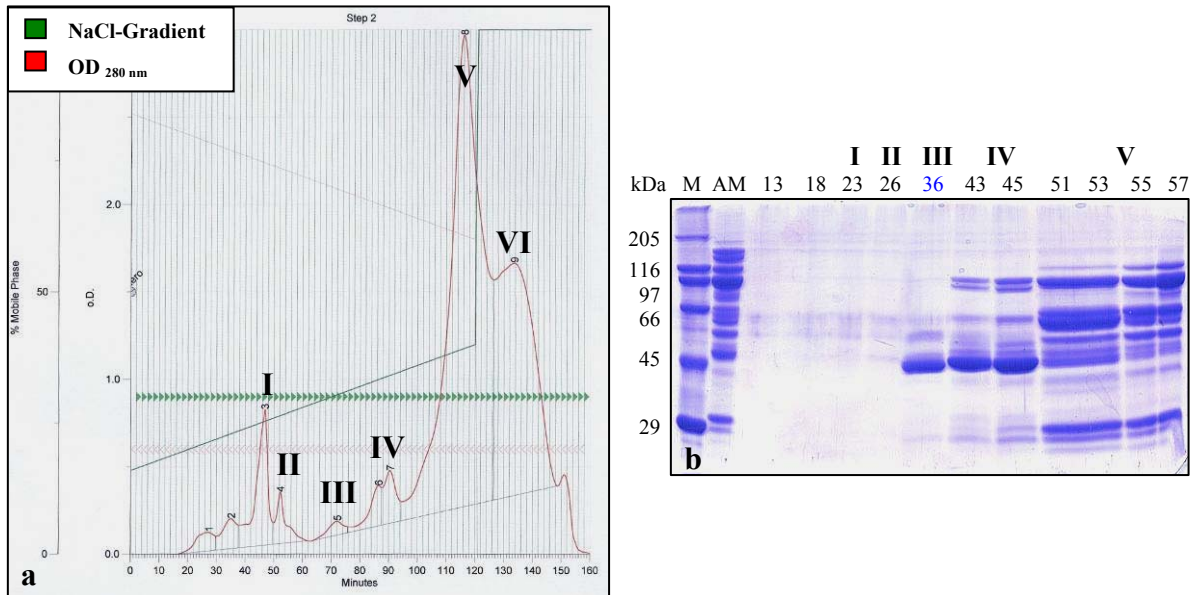 NaCl-Gradient
OD 280 nm
Step 2
% Mobile Phase
50
0
o.D.
2.0
1.0
0.0
1
2
3
4
5
6
7
8
9
I
II
III
IV
V
VI
0 10 20 30 40 50 60 70 80 90 100 110 120 130 140 150 160
Minutes
a
I II III IV V
kDa M AM 13 18 23 26 36 43 45 51 53 55 57
205
116
97
66
45
29
b